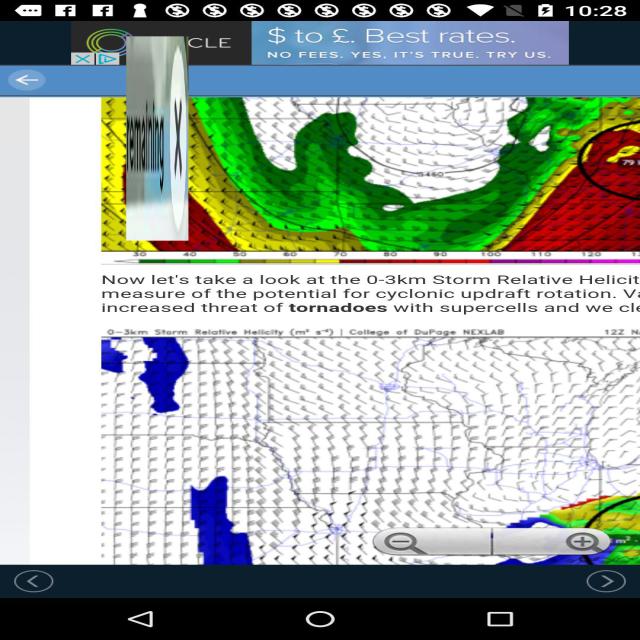 10:28
CLE
$ to £. Best rates.
NO FEES. YES, IT'S TRUE. TRY US.
remaining X
5460
79
30 40 50 60 70 80 90 100 110 120
Now let's take a look at the 0-3km Storm Relative Helicit
measure of the potential for cyclonic updraft rotation. Va
increased threat of tornadoes with supercells and we cle
0-3km Storm Relative Helicity (m² s⁻²) | College of DuPage NEXLAB 12Z N
m²